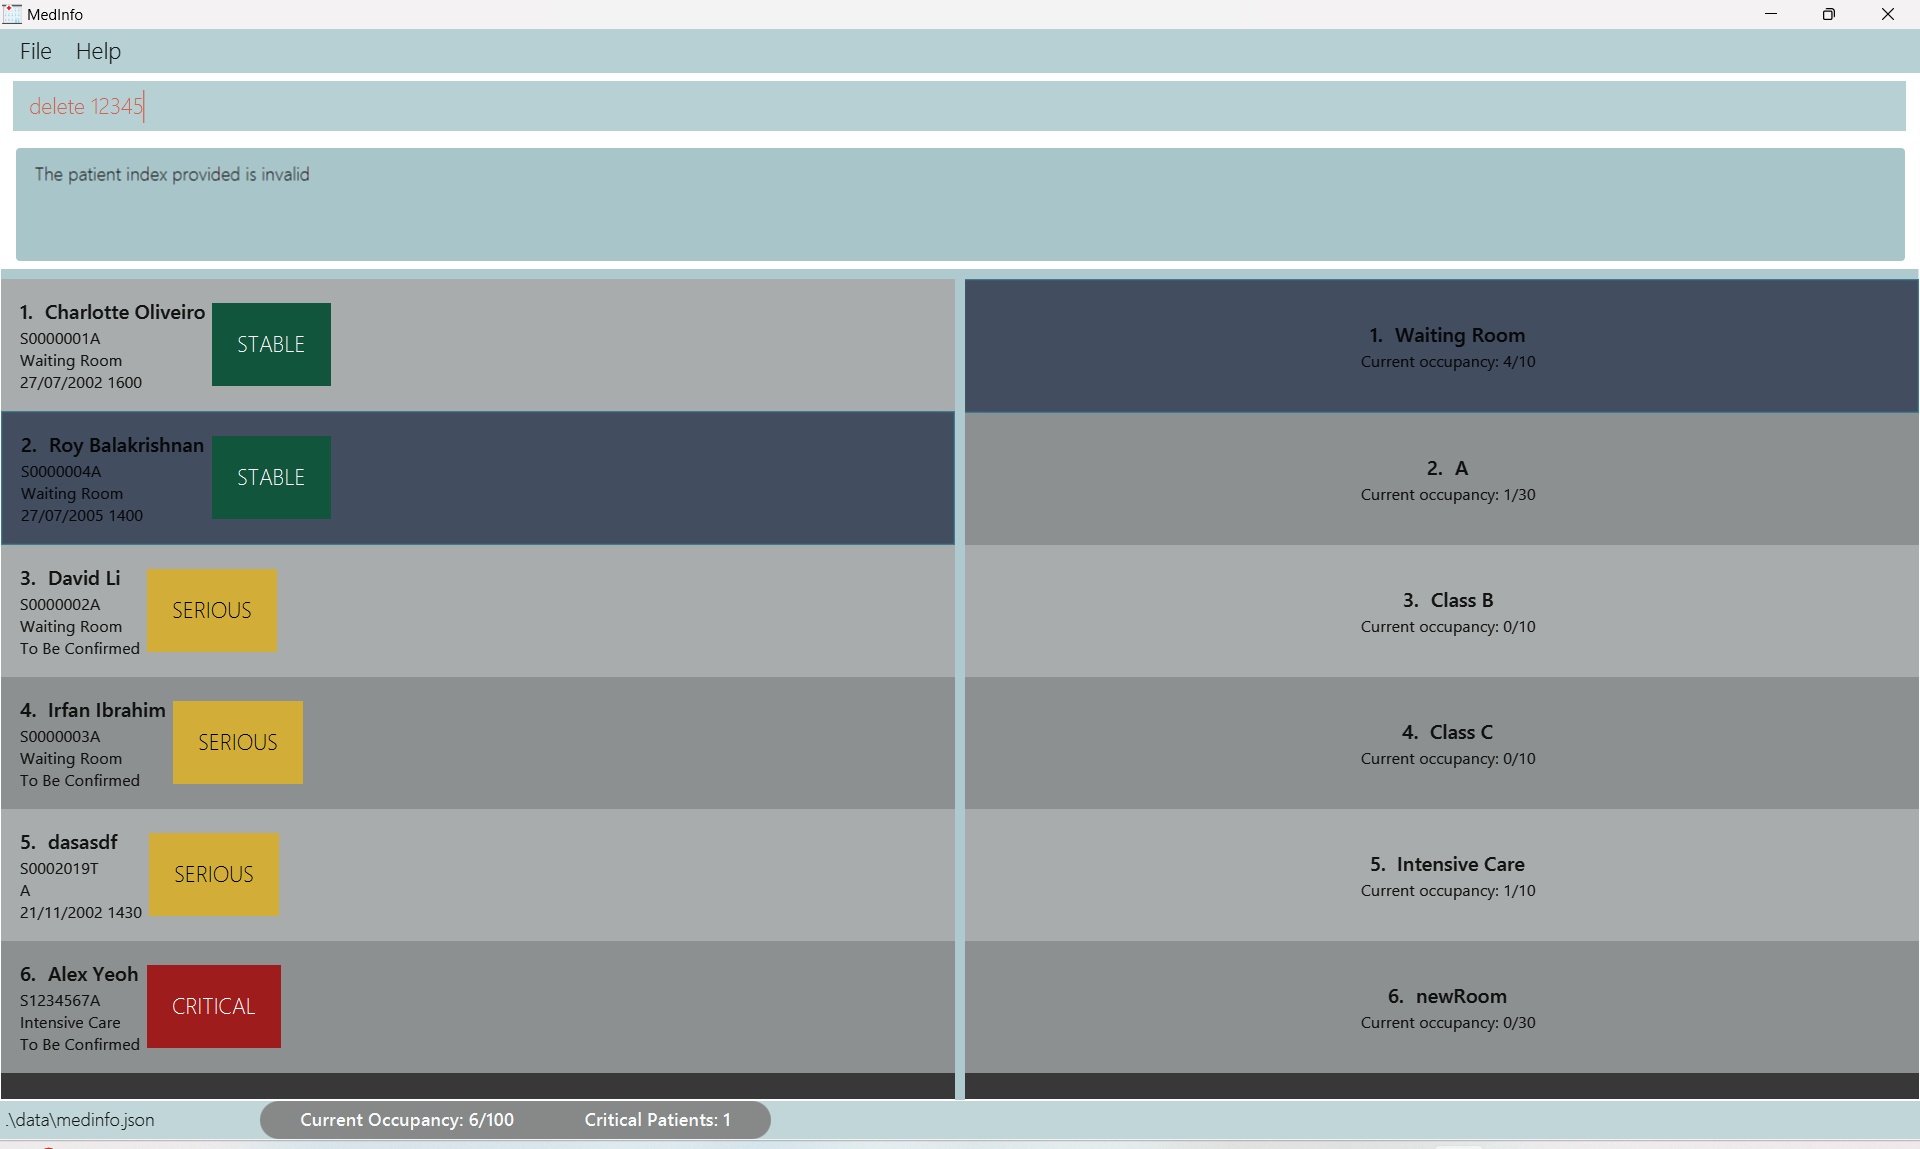 MedInfo
File Help
delete 12345
The patient index provided is invalid
1. Charlotte Oliveiro
S0000001A
Waiting Room
27/07/2002 1600
STABLE
2. Roy Balakrishnan
S0000004A
Waiting Room
27/07/2005 1400
STABLE
3. David Li
S0000002A
Waiting Room
To Be Confirmed
SERIOUS
4. Irfan Ibrahim
S0000003A
Waiting Room
To Be Confirmed
SERIOUS
5. dasasdf
S0002019T
A
21/11/2002 1430
SERIOUS
6. Alex Yeoh
S1234567A
Intensive Care
To Be Confirmed
CRITICAL
1. Waiting Room
Current occupancy: 4/10
2. A
Current occupancy: 1/30
3. Class B
Current occupancy: 0/10
4. Class C
Current occupancy: 0/10
5. Intensive Care
Current occupancy: 1/10
6. newRoom
Current occupancy: 0/30
.\data\medinfo.json
Current Occupancy: 6/100
Critical Patients: 1